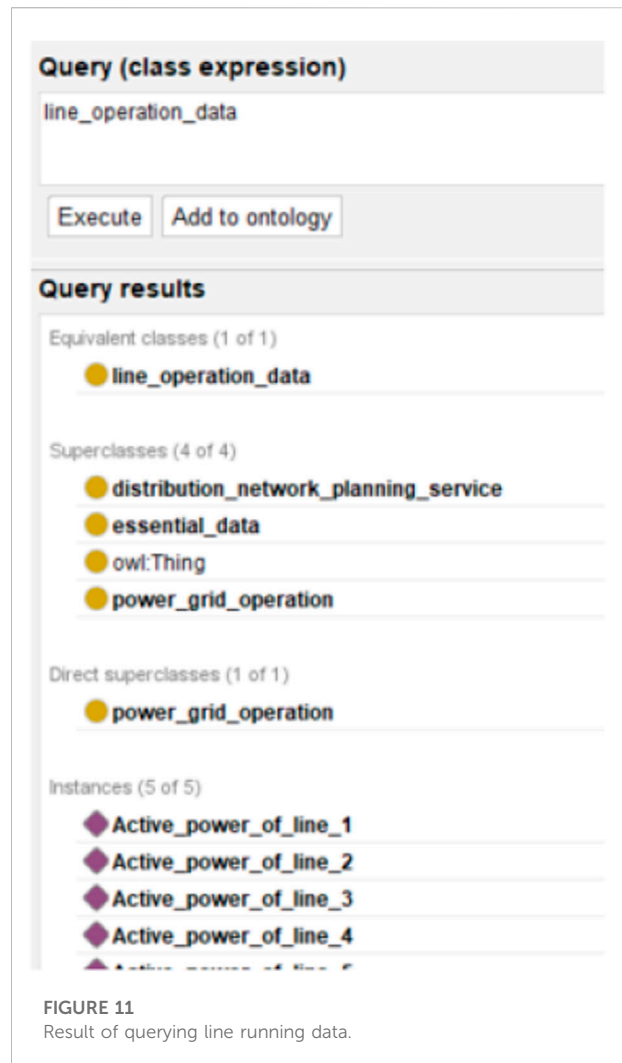 Query (class expression)
line_operation_data
Execute Add to ontology
Query results
Equivalent classes (1 of 1)
line_operation_data
Superclasses (4 of 4)
distribution_network_planning_service
essential_data
owl:Thing
power_grid_operation
Direct superclasses (1 of 1)
power_grid_operation
Instances (5 of 5)
Active_power_of_line_1
Active_power_of_line_2
Active_power_of_line_3
Active_power_of_line_4
FIGURE 11
Result of querying line running data.